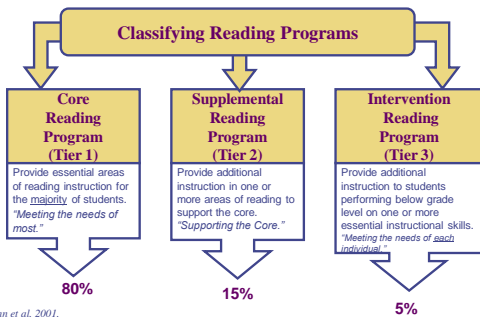 Classifying Reading Programs
Core
Reading
Program
(Tier 1)
Provide essential areas
of reading instruction for
the majority of students.
"Meeting the needs of
most."
80%
Supplemental
Reading
Program
(Tier 2)
Provide additional
instruction in one or
more areas of reading to
support the core.
"Supporting the Core."
15%
Intervention
Reading
Program
(Tier 3)
Provide additional
instruction to students
performing below grade
level on one or more
essential instructional skills.
"Meeting the needs of each
individual."
5%
2001.